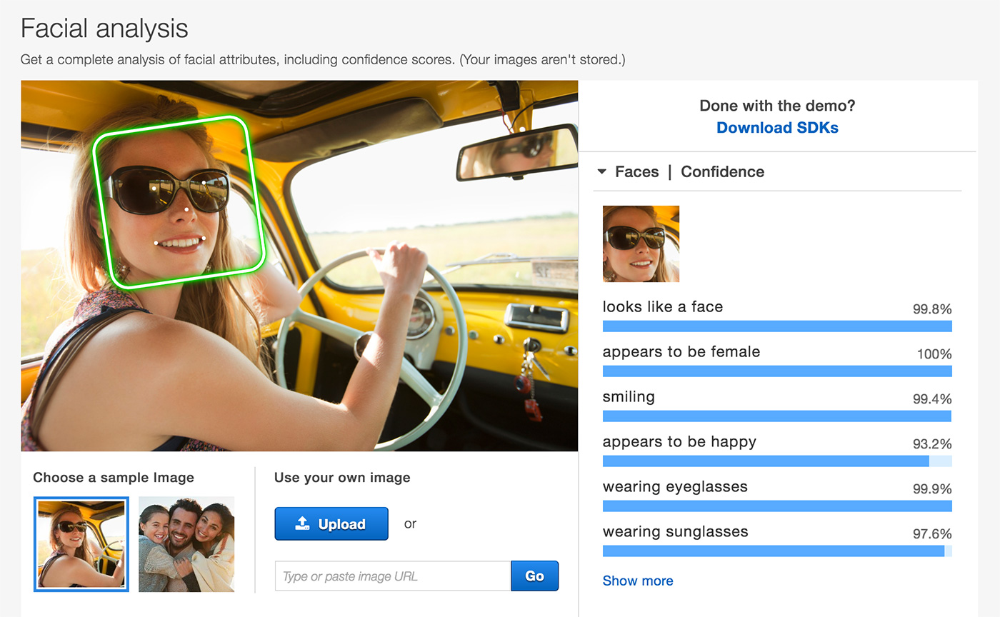 Facial analysis
Get a complete analysis of facial attributes, including confidence scores. (Your images aren't stored.)
Done with the demo?
Download SDKs
Faces | Confidence
looks like a face 99.8%
appears to be female 100%
smiling 99.4%
appears to be happy 93.2%
wearing eyeglasses 99.9%
wearing sunglasses 97.6%
Show more
Choose a sample Image
Use your own image
Upload or
Type or paste image URL Go